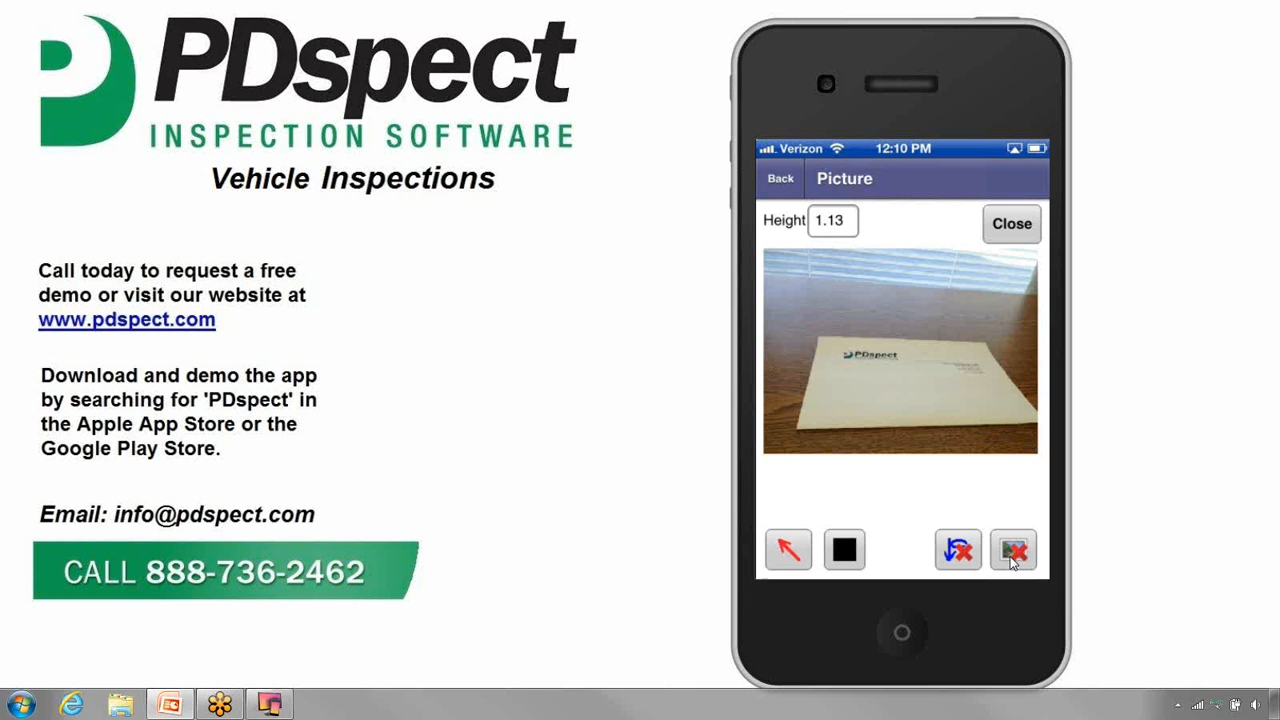 PDspect
INSPECTION SOFTWARE
Vehicle Inspections
Call today to request a free
demo or visit our website at
www.pdspect.com
Download and demo the app
by searching for 'PDspect' in
the Apple App Store or the
Google Play Store.
Email: info@pdspect.com
CALL 888-736-2462
Verizon 12:10 PM
Back Picture
Height 1.13 Close
PDspect